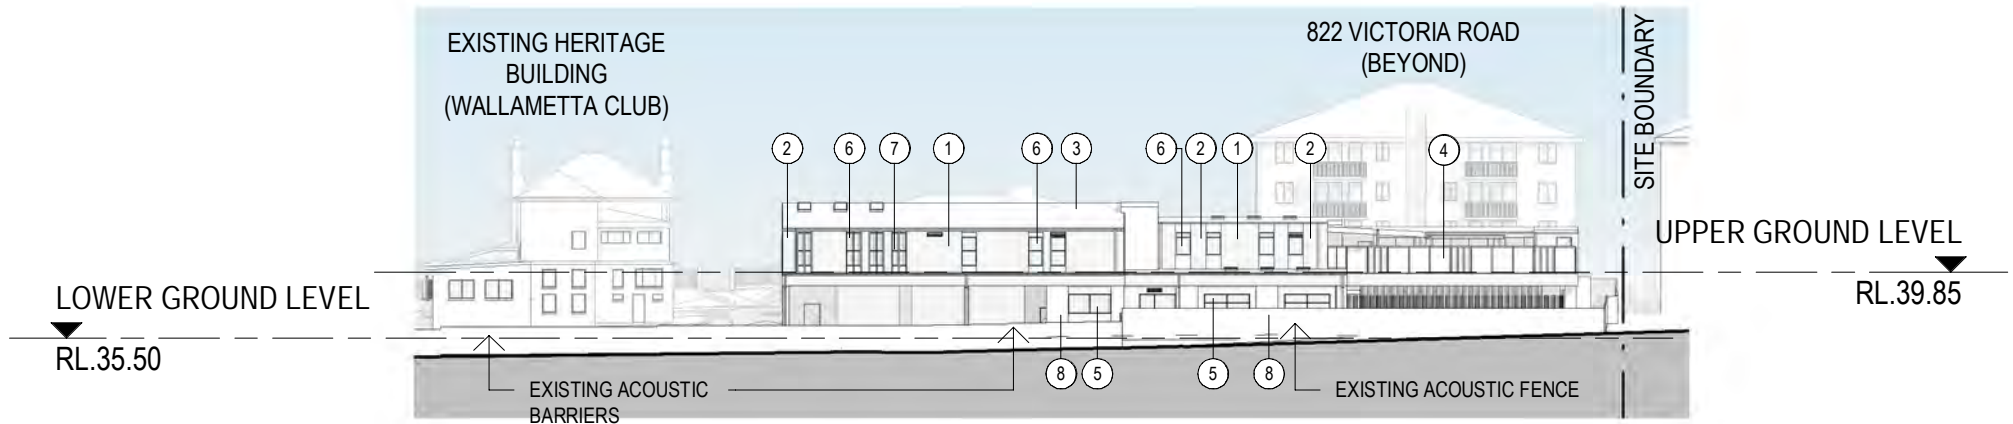 EXISTING HERITAGE
BUILDING
(WALLAMETTA CLUB)
822 VICTORIA ROAD
(BEYOND)
SITE BOUNDARY
2
6
7
1
6
3
6
2
1
2
4
UPPER GROUND LEVEL
RL.39.85
LOWER GROUND LEVEL
RL.35.50
8
5
5
8
EXISTING ACOUSTIC
BARRIERS
EXISTING ACOUSTIC FENCE